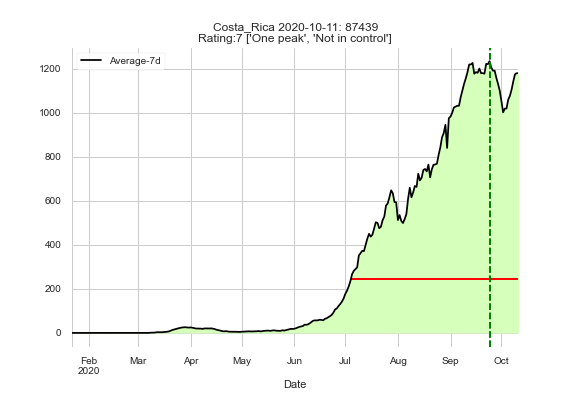 Costa_Rica 2020-10-11: 87439
Rating:7 ['One peak', 'Not in control']
Average-7d
1200
1000
800
600
400
200
0
Feb Mar Apr May Jun Jul Aug Sep Oct
2020
Date